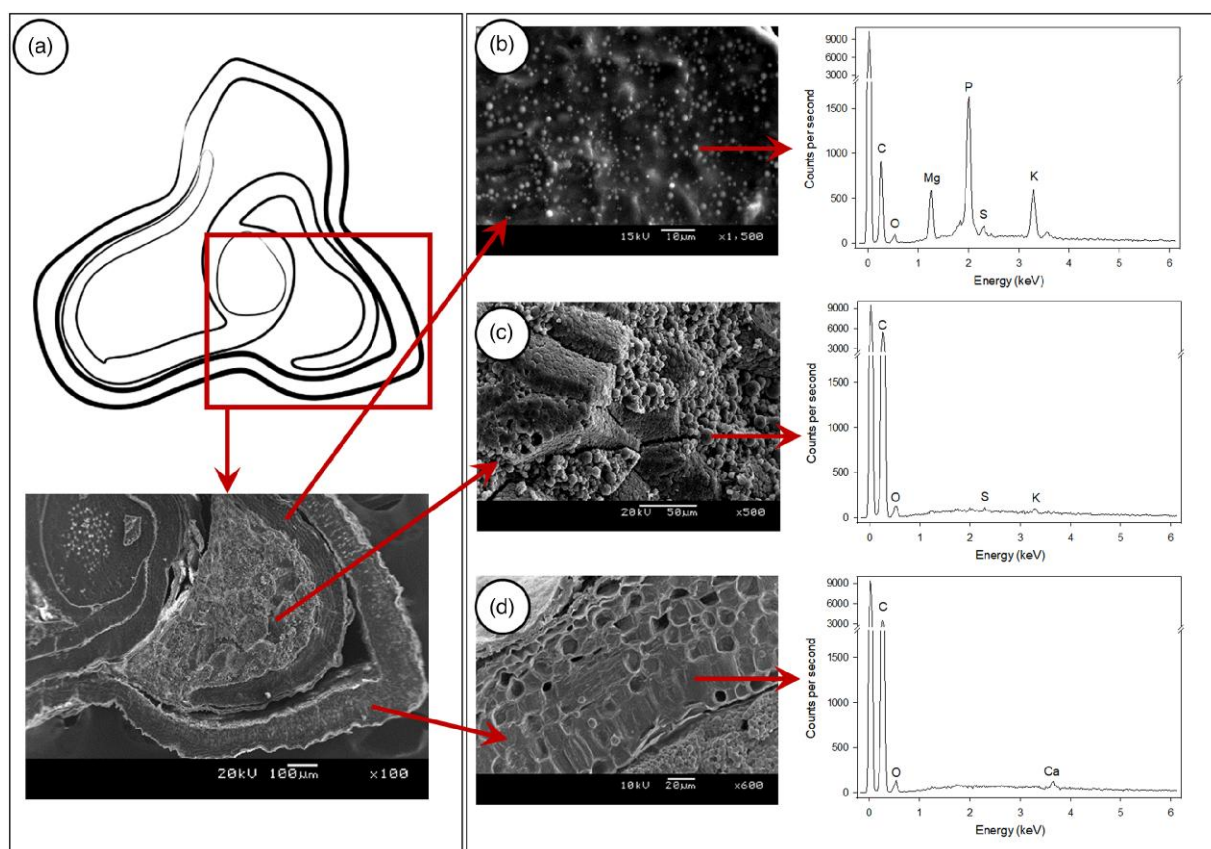 (a)
20kV 100µm x100
(b)
15kV 10µm x1,500
Counts per second
9000
6000
3000
1500
1000
500
0
C
O
Mg
P
S
K
0 1 2 3 4 5 6
Energy (keV)
(c)
20kV 50µm x500
Counts per second
9000
6000
3000
1500
1000
500
0
C
O
S
K
0 1 2 3 4 5 6
Energy (keV)
(d)
10kV 20µm x600
Counts per second
9000
6000
3000
1500
1000
500
0
C
O
Ca
0 1 2 3 4 5 6
Energy (keV)